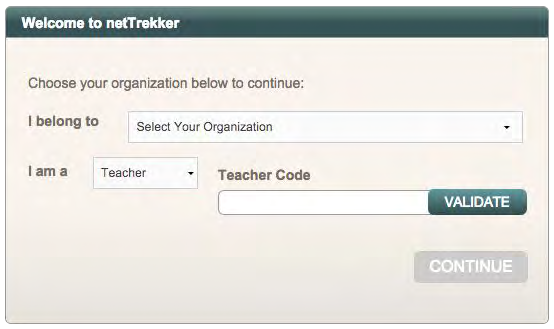 Welcome to netTrekker
Choose your organization below to continue:
I belong to Select Your Organization
I am a Teacher Teacher Code
VALIDATE
CONTINUE